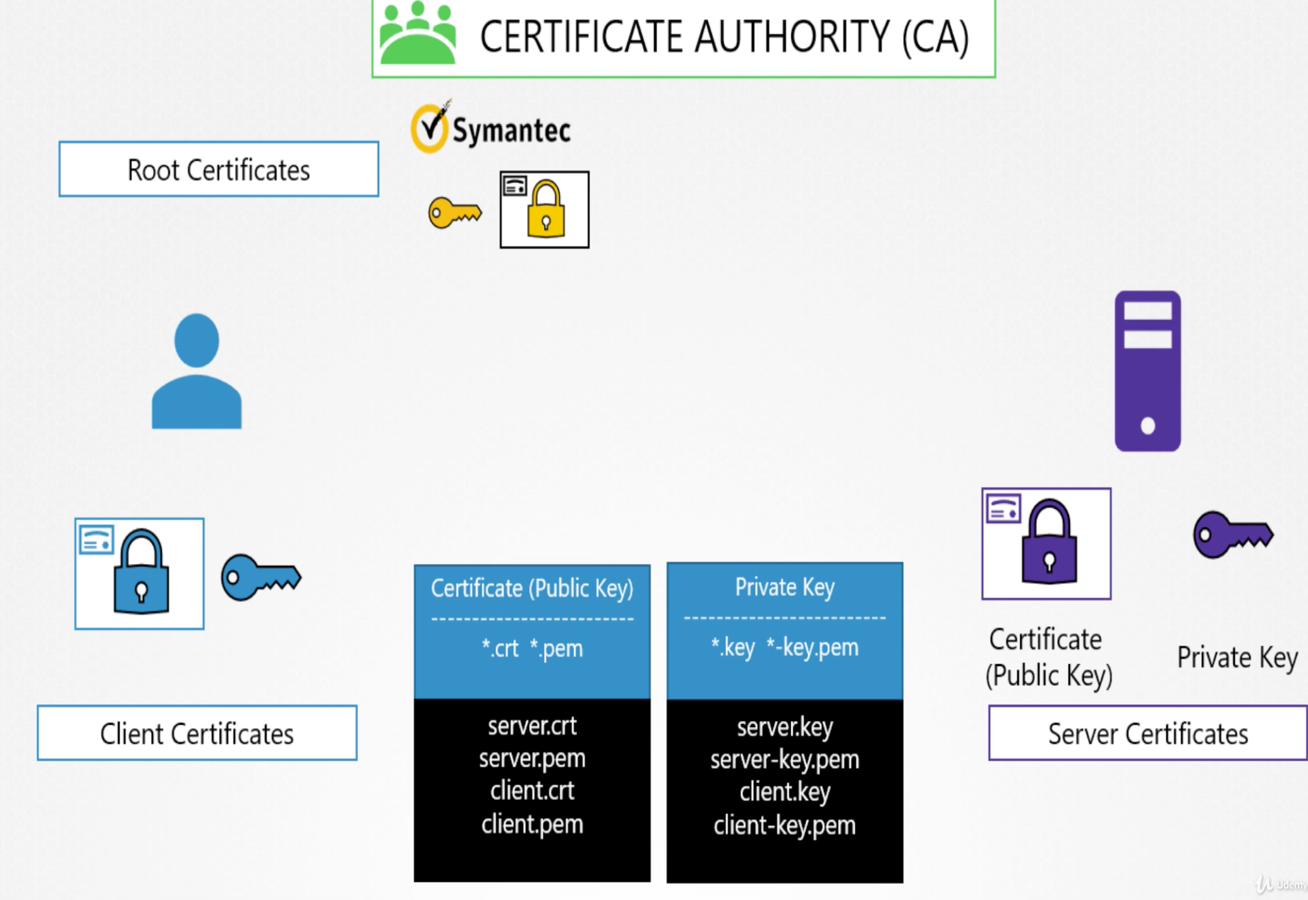 CERTIFICATE AUTHORITY (CA)
Symantec
Root Certificates
Certificate (Public Key)
-----------------------
*.crt *.pem
server.crt
server.pem
client.crt
client.pem
Private Key
-----------------------
*.key *-key.pem
server.key
server-key.pem
client.key
client-key.pem
Certificate
(Public Key)
Private Key
Client Certificates
Server Certificates
Udemy